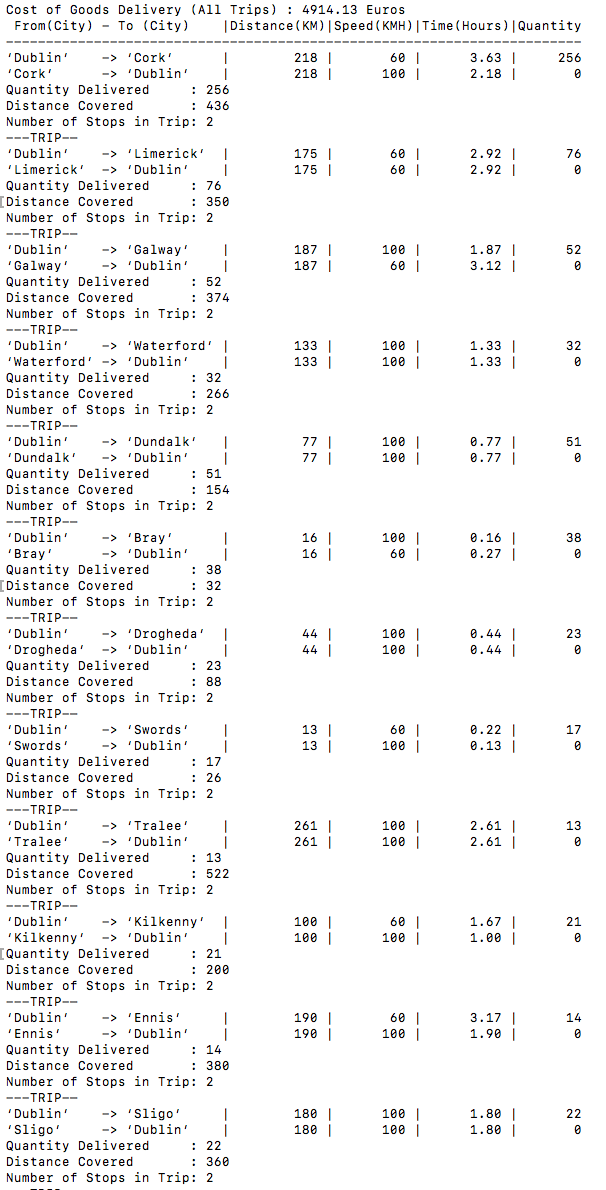 Cost of Goods Delivery (All Trips) : 4914.13 Euros
From(City) – To (City)    |Distance(KM)|Speed(KMH)|Time(Hours)|Quantity
------------------------------------------------------------------------
‘Dublin’    –> ‘Cork’      |        218 |       60 |      3.63 |     256
‘Cork’      –> ‘Dublin’    |        218 |      100 |      2.18 |       0
Quantity Delivered     : 256
Distance Covered       : 436
Number of Stops in Trip: 2
---TRIP——
‘Dublin’    –> ‘Limerick’  |        175 |       60 |      2.92 |      76
‘Limerick’  –> ‘Dublin’    |        175 |       60 |      2.92 |       0
Quantity Delivered     : 76
Distance Covered       : 350
Number of Stops in Trip: 2
---TRIP——
‘Dublin’    –> ‘Galway’    |        187 |      100 |      1.87 |      52
‘Galway’    –> ‘Dublin’    |        187 |       60 |      3.12 |       0
Quantity Delivered     : 52
Distance Covered       : 374
Number of Stops in Trip: 2
---TRIP——
‘Dublin’    –> ‘Waterford’ |        133 |      100 |      1.33 |      32
‘Waterford’ –> ‘Dublin’    |        133 |      100 |      1.33 |       0
Quantity Delivered     : 32
Distance Covered       : 266
Number of Stops in Trip: 2
---TRIP——
‘Dublin’    –> ‘Dundalk’   |         77 |      100 |      0.77 |      51
‘Dundalk’   –> ‘Dublin’    |         77 |      100 |      0.77 |       0
Quantity Delivered     : 51
Distance Covered       : 154
Number of Stops in Trip: 2
---TRIP——
‘Dublin’    –> ‘Bray’      |         16 |      100 |      0.16 |      38
‘Bray’      –> ‘Dublin’    |         16 |       60 |      0.27 |       0
Quantity Delivered     : 38
Distance Covered       : 32
Number of Stops in Trip: 2
---TRIP——
‘Dublin’    –> ‘Drogheda’  |         44 |      100 |      0.44 |      23
‘Drogheda’  –> ‘Dublin’    |         44 |      100 |      0.44 |       0
Quantity Delivered     : 23
Distance Covered       : 88
Number of Stops in Trip: 2
---TRIP——
‘Dublin’    –> ‘Swords’    |         13 |       60 |      0.22 |      17
‘Swords’    –> ‘Dublin’    |         13 |      100 |      0.13 |       0
Quantity Delivered     : 17
Distance Covered       : 26
Number of Stops in Trip: 2
---TRIP——
‘Dublin’    –> ‘Tralee’    |        261 |      100 |      2.61 |      13
‘Tralee’    –> ‘Dublin’    |        261 |      100 |      2.61 |       0
Quantity Delivered     : 13
Distance Covered       : 522
Number of Stops in Trip: 2
---TRIP——
‘Dublin’    –> ‘Kilkenny’  |        100 |       60 |      1.67 |      21
‘Kilkenny’  –> ‘Dublin’    |        100 |      100 |      1.00 |       0
Quantity Delivered     : 21
Distance Covered       : 200
Number of Stops in Trip: 2
---TRIP——
‘Dublin’    –> ‘Ennis’     |        190 |       60 |      3.17 |      14
‘Ennis’     –> ‘Dublin’    |        190 |      100 |      1.90 |       0
Quantity Delivered     : 14
Distance Covered       : 380
Number of Stops in Trip: 2
---TRIP——
‘Dublin’    –> ‘Sligo’     |        180 |      100 |      1.80 |      22
‘Sligo’     –> ‘Dublin’    |        180 |      100 |      1.80 |       0
Quantity Delivered     : 22
Distance Covered       : 360
Number of Stops in Trip: 2